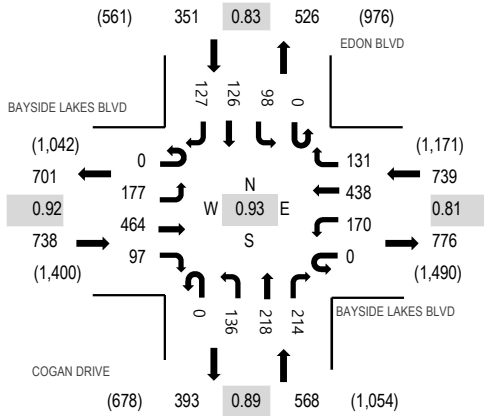 (561) 351 0.83 526 (976)
EDON BLVD
127 126 98 0
BAYSIDE LAKES BLVD
(1,042) (1,171)
0 131
701 739
177 438
N
0.92 W 0.93 E 0.81
464 170
738 S 776
97 0
(1,400) (1,490)
0 136 218 214
BAYSIDE LAKES BLVD
COGAN DRIVE
(678) 393 0.89 568 (1,054)